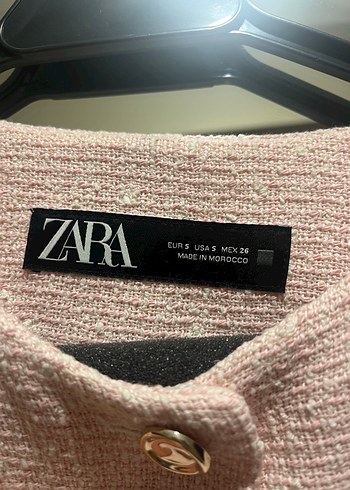 ZARA
EUR S USA S MEX 26
MADE IN MOROCCO